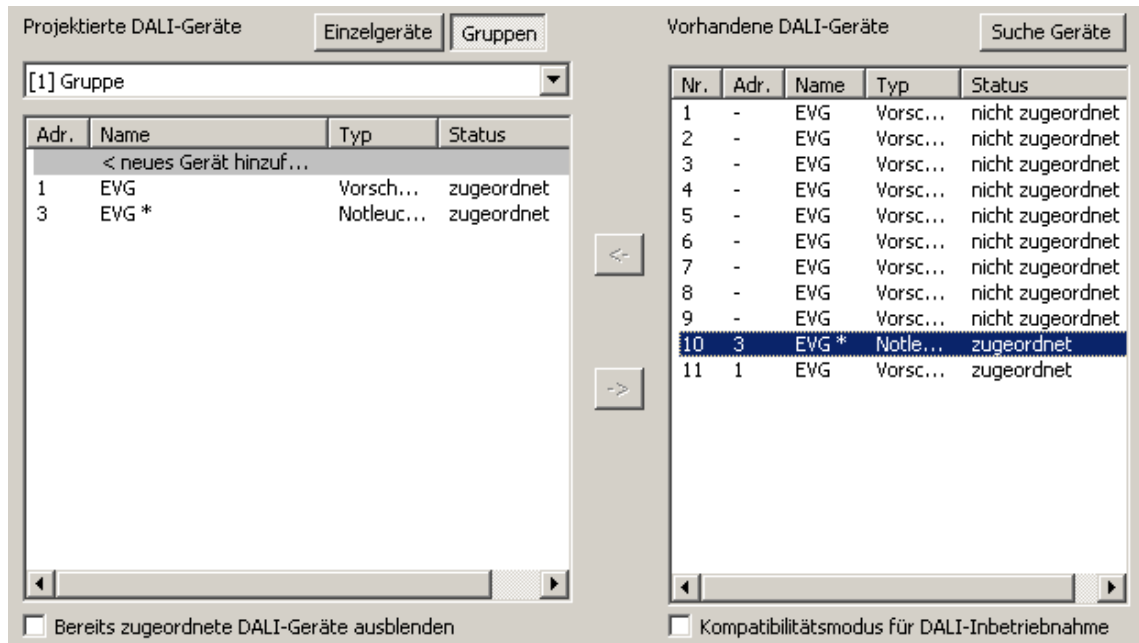 Projektierte DALI-Geräte Einzelgeräte Gruppen
[1] Gruppe
Adr. Name Typ Status
< neues Gerät hinzuf...
1 EVG Vorsch... zugeordnet
3 EVG * Notleuc... zugeordnet
Bereits zugeordnete DALI-Geräte ausblenden
<-
->
Vorhandene DALI-Geräte Suche Geräte
Nr. Adr. Name Typ Status
1 - EVG Vorsc... nicht zugeordnet
2 - EVG Vorsc... nicht zugeordnet
3 - EVG Vorsc... nicht zugeordnet
4 - EVG Vorsc... nicht zugeordnet
5 - EVG Vorsc... nicht zugeordnet
6 - EVG Vorsc... nicht zugeordnet
7 - EVG Vorsc... nicht zugeordnet
8 - EVG Vorsc... nicht zugeordnet
9 - EVG Vorsc... nicht zugeordnet
10 3 EVG * Notle... zugeordnet
11 1 EVG Vorsc... zugeordnet
Kompatibilitätsmodus für DALI-Inbetriebnahme